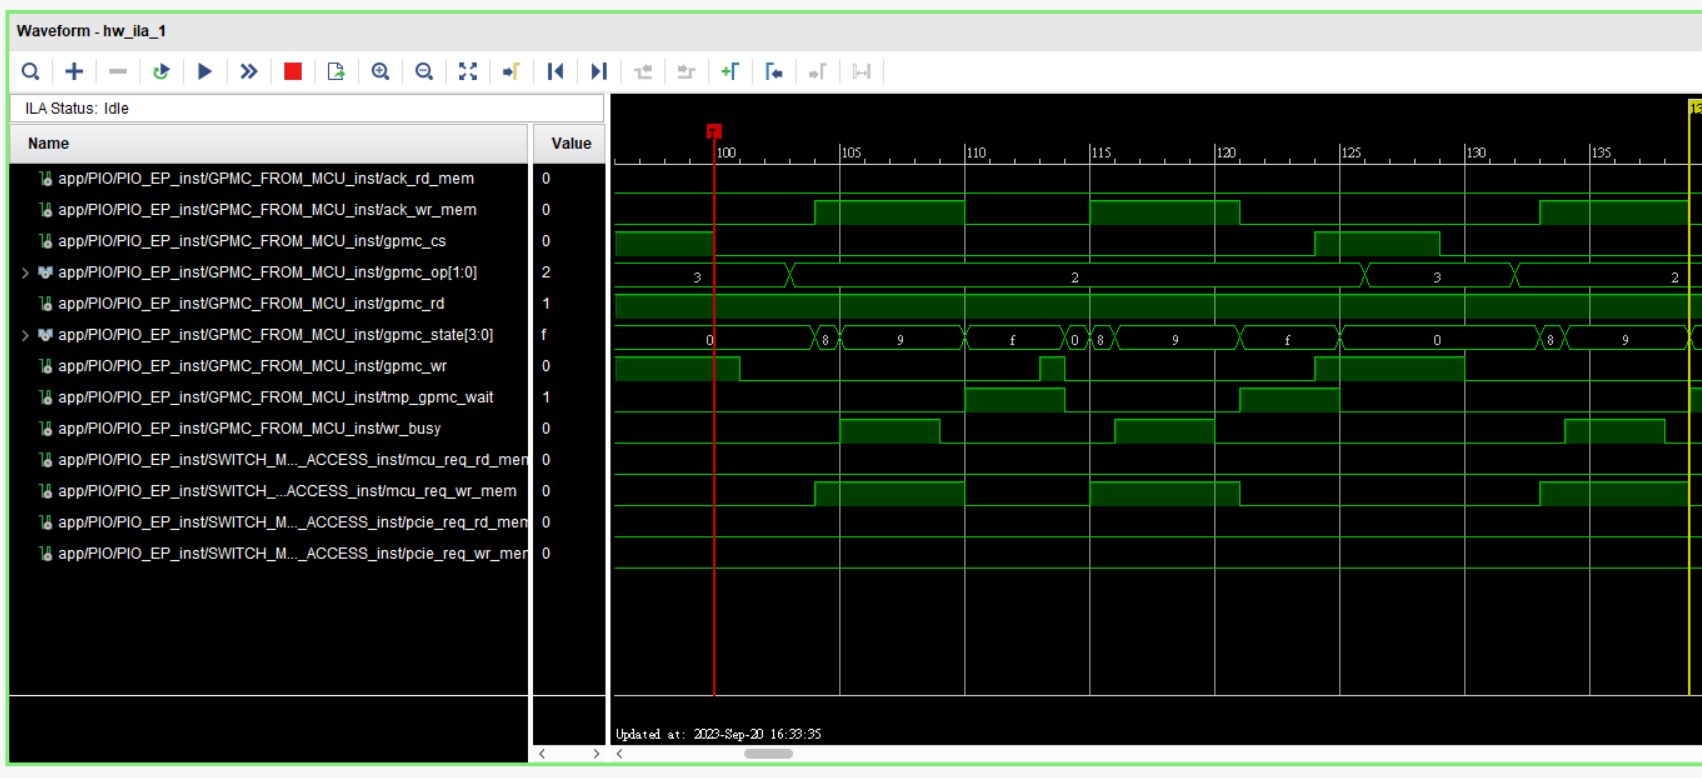 Waveform - hw_ila_1
ILA Status: Idle
Name Value
T
100 105 110 115 120 125 130 135
13
app/PIO/PIO_EP_inst/GPMC_FROM_MCU_inst/ack_rd_mem 0
app/PIO/PIO_EP_inst/GPMC_FROM_MCU_inst/ack_wr_mem 0
app/PIO/PIO_EP_inst/GPMC_FROM_MCU_inst/gpmc_cs 0
app/PIO/PIO_EP_inst/GPMC_FROM_MCU_inst/gpmc_op[1:0] 2 3 2 3 2
app/PIO/PIO_EP_inst/GPMC_FROM_MCU_inst/gpmc_rd 1
app/PIO/PIO_EP_inst/GPMC_FROM_MCU_inst/gpmc_state[3:0] f 0 8 9 f 0 8 9 f 0 8 9
app/PIO/PIO_EP_inst/GPMC_FROM_MCU_inst/gpmc_wr 0
app/PIO/PIO_EP_inst/GPMC_FROM_MCU_inst/tmp_gpmc_wait 1
app/PIO/PIO_EP_inst/GPMC_FROM_MCU_inst/wr_busy 0
app/PIO/PIO_EP_inst/SWITCH_M..._ACCESS_inst/mcu_req_rd_mem 0
app/PIO/PIO_EP_inst/SWITCH_...ACCESS_inst/mcu_req_wr_mem 0
app/PIO/PIO_EP_inst/SWITCH_M..._ACCESS_inst/pcie_req_rd_mem 0
app/PIO/PIO_EP_inst/SWITCH_M..._ACCESS_inst/pcie_req_wr_mem 0
Updated at: 2023-Sep-20 16:33:35